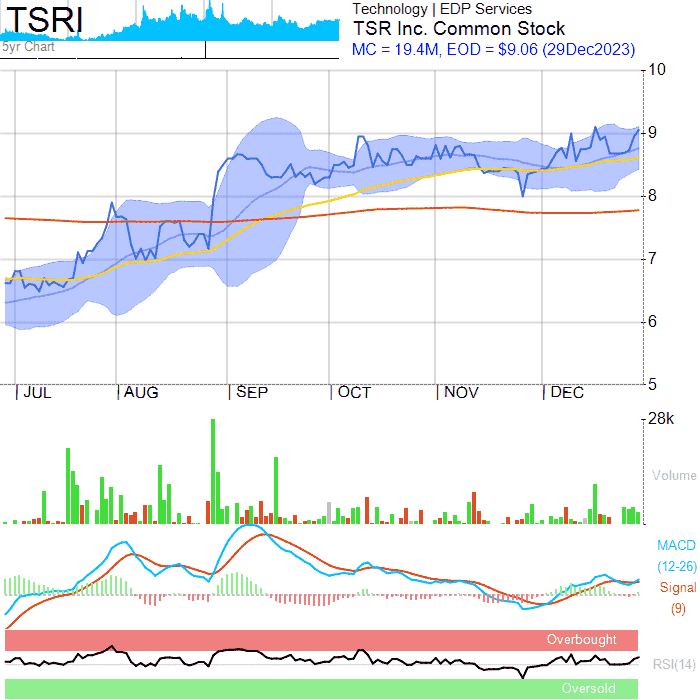 TSRI
5yr Chart
Technology | EDP Services
TSR Inc. Common Stock
MC = 19.4M, EOD = $9.06 (29Dec2023)
10
9
8
7
6
5
JUL AUG SEP OCT NOV DEC
28k
Volume
MACD
(12-26)
Signal
(9)
Overbought
RSI(14)
Oversold